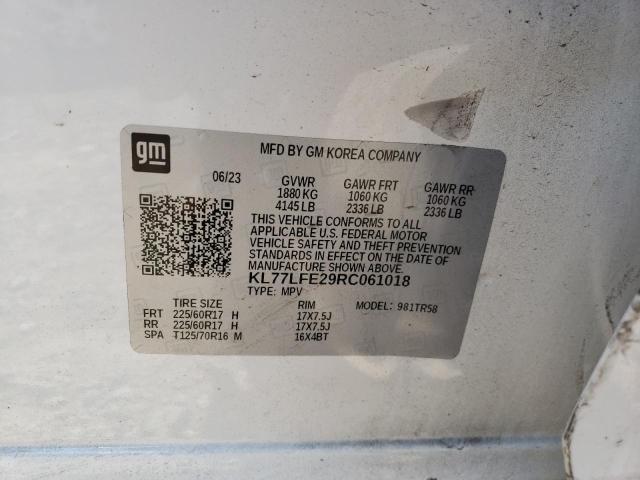 gm
MFD BY GM KOREA COMPANY
06/23 GVWR GAWR FRT GAWR RR
1880 KG 1060 KG 1060 KG
4145 LB 2336 LB 2336 LB
THIS VEHICLE CONFORMS TO ALL
APPLICABLE U.S. FEDERAL MOTOR
VEHICLE SAFETY AND THEFT PREVENTION
STANDARDS IN EFFECT ON THE DATE OF
MANUFACTURE SHOWN ABOVE.
KL77LFE29RC061018
TYPE: MPV MODEL: 981TR58
TIRE SIZE RIM
FRT 225/60R17 H 17X7.5J
RR 225/60R17 H 17X7.5J
SPA T125/70R16 M 16X4BT